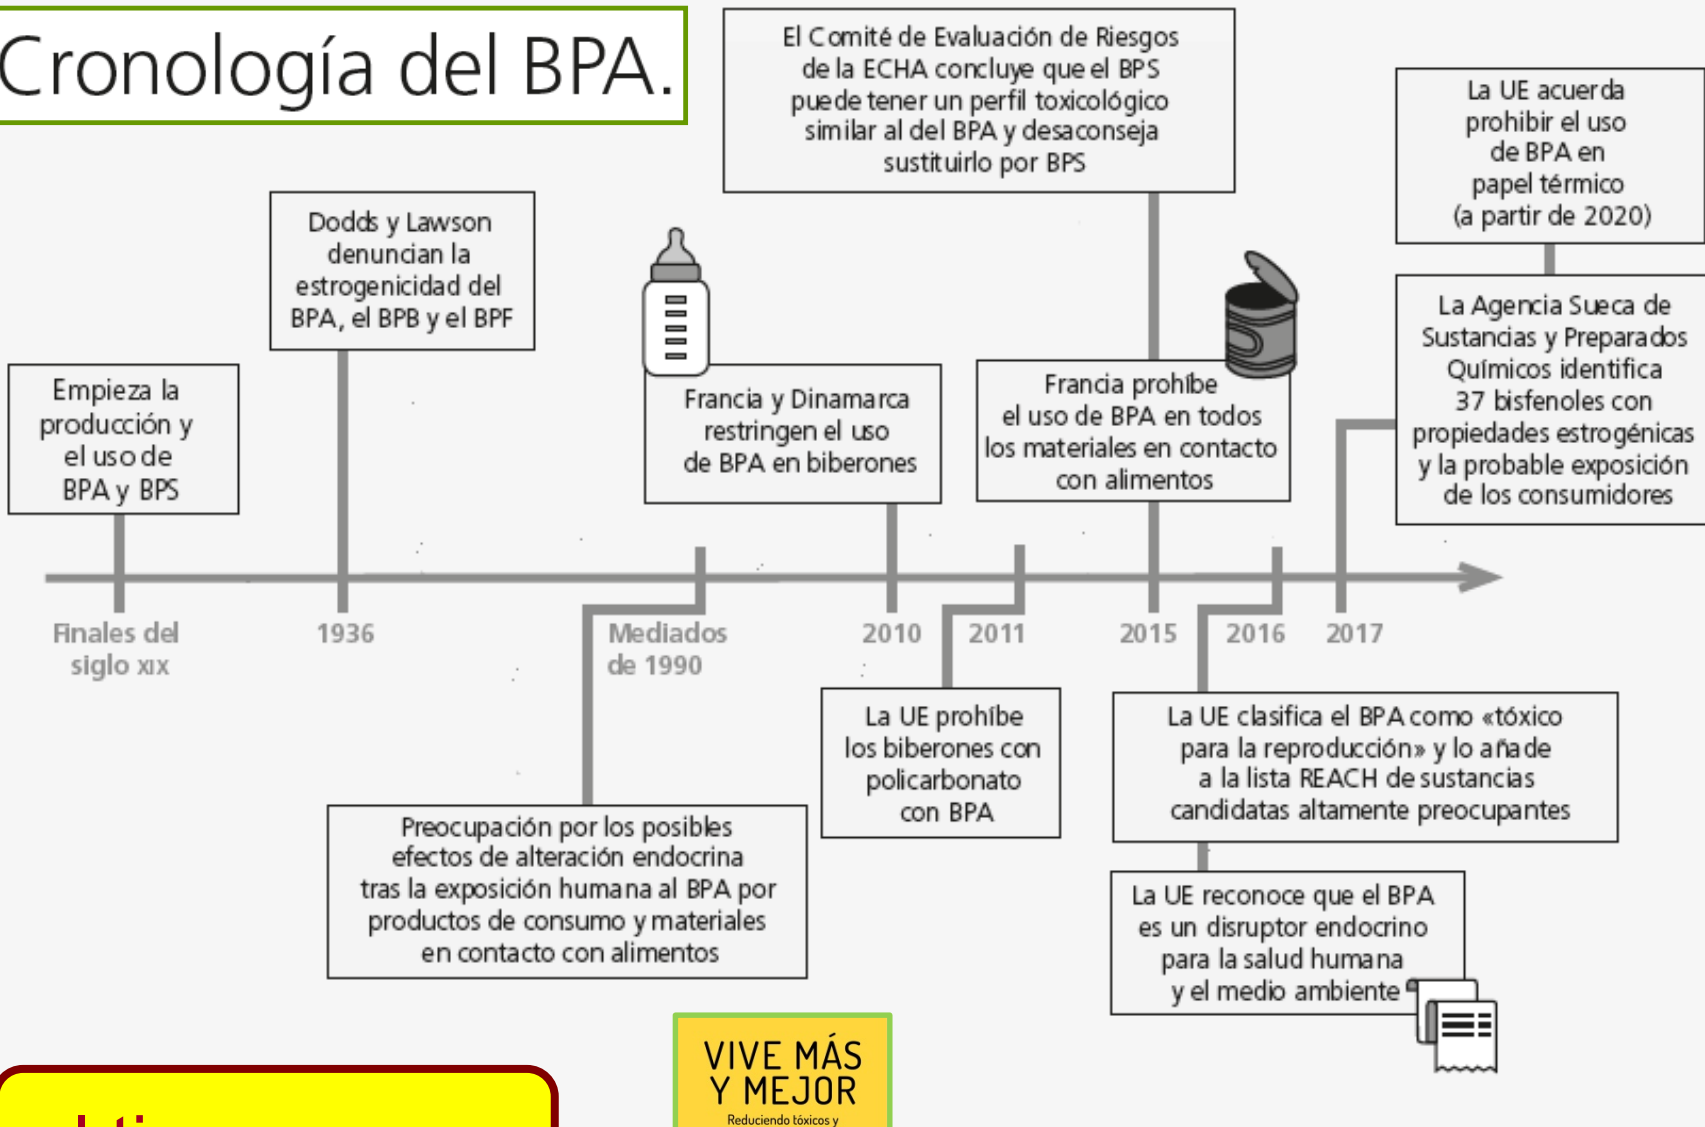 Cronología del BPA.
El Comité de Evaluación de Riesgos
de la ECHA concluye que el BPS
puede tener un perfil toxicológico
similar al del BPA y desaconseja
sustituirlo por BPS
La UE acuerda
prohibir el uso
de BPA en
papel térmico
(a partir de 2020)
Dodds y Lawson
denuncian la
estrogenicidad del
BPA, el BPB y el BPF
La Agencia Sueca de
Sustancias y Preparados
Químicos identifica
37 bisfenoles con
propiedades estrogénicas
y la probable exposición
de los consumidores
Empieza la
producción y
el uso de
BPA y BPS
Francia y Dinamarca
restringen el uso
de BPA en biberones
Francia prohíbe
el uso de BPA en todos
los materiales en contacto
con alimentos
Finales del
siglo XIX
1936
Mediados
de 1990
2010
2011
2015
2016
2017
La UE prohíbe
los biberones con
policarbonato
con BPA
La UE clasifica el BPA como «tóxico
para la reproducción» y lo añade
a la lista REACH de sustancias
candidatas altamente preocupantes
Preocupación por los posibles
efectos de alteración endocrina
tras la exposición humana al BPA por
productos de consumo y materiales
en contacto con alimentos
La UE reconoce que el BPA
es un disruptor endocrino
para la salud humana
y el medio ambiente
VIVE MÁS
Y MEJOR
Reduciendo tóxicos y